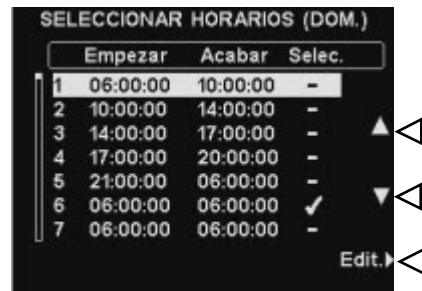 SELECCIONAR HORARIOS (DOM.)
Empezar Acabar Selec.
1 06:00:00 10:00:00 -
2 10:00:00 14:00:00 -
3 14:00:00 17:00:00 -
4 17:00:00 20:00:00 -
5 21:00:00 06:00:00 -
6 06:00:00 06:00:00 ✓
7 06:00:00 06:00:00 -
Edit.